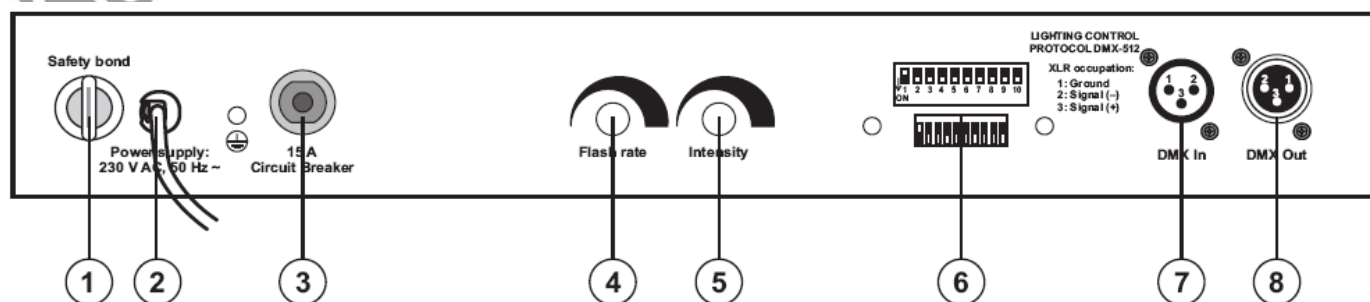 Safety bond
Power supply:
230 V AC, 50 Hz ~
15 A
Circuit Breaker
Flash rate
Intensity
1 2 3 4 5 6 7 8 9 10
ON
LIGHTING CONTROL
PROTOCOL DMX-512
XLR occupation:
1: Ground
2: Signal (–)
3: Signal (+)
1 2
3
DMX In
2 1
3
DMX Out
1 2 3 4 5 6 7 8